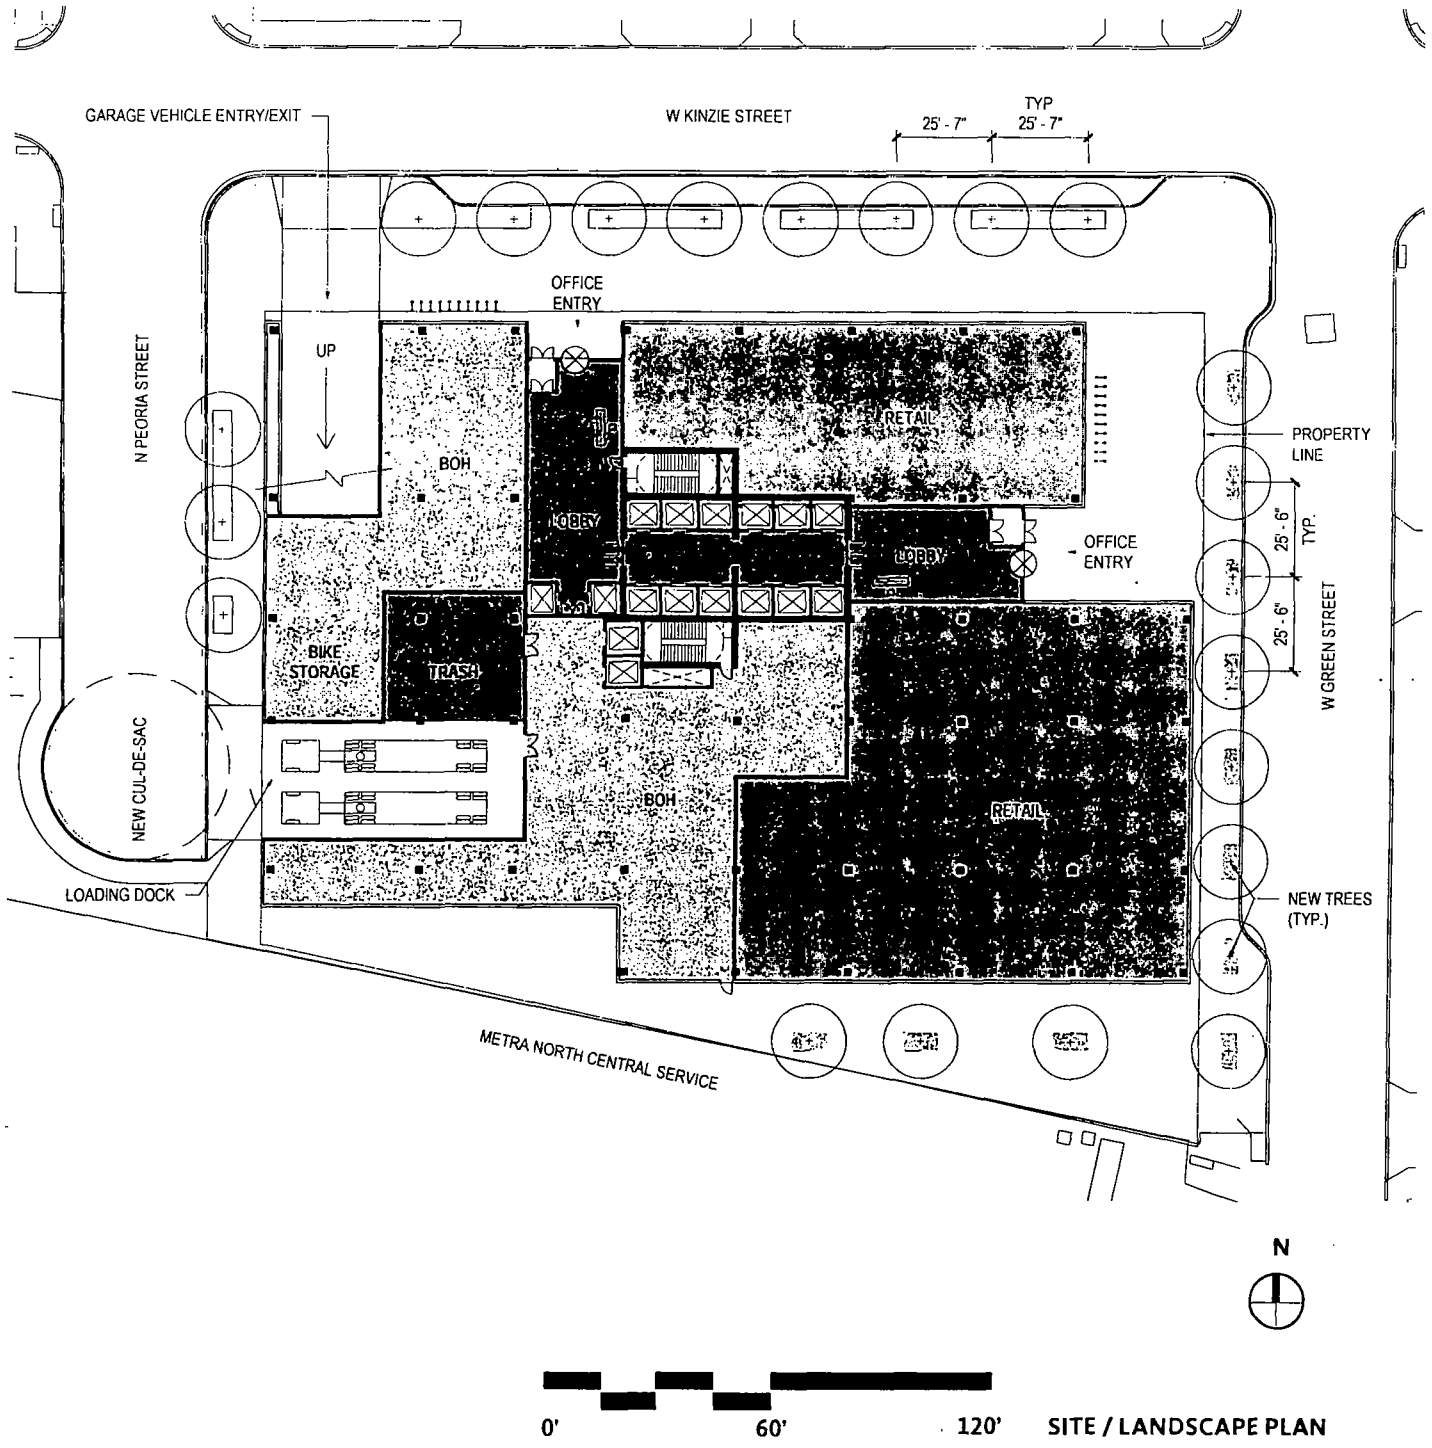 GARAGE VEHICLE ENTRY/EXIT
W KINZIE STREET
TYP
25' - 7"
25' - 7"
OFFICE
ENTRY
N PEORIA STREET
UP
RETAIL
PROPERTY
LINE
BOH
LOBBY
LOBBY
OFFICE
ENTRY
25' - 6"
TYP.
25' - 6"
W GREEN STREET
BIKE
STORAGE
TRASH
NEW CUL-DE-SAC
BOH
RETAIL
LOADING DOCK
NEW TREES
(TYP.)
METRA NORTH CENTRAL SERVICE
N
0'
60'
120'
SITE / LANDSCAPE PLAN